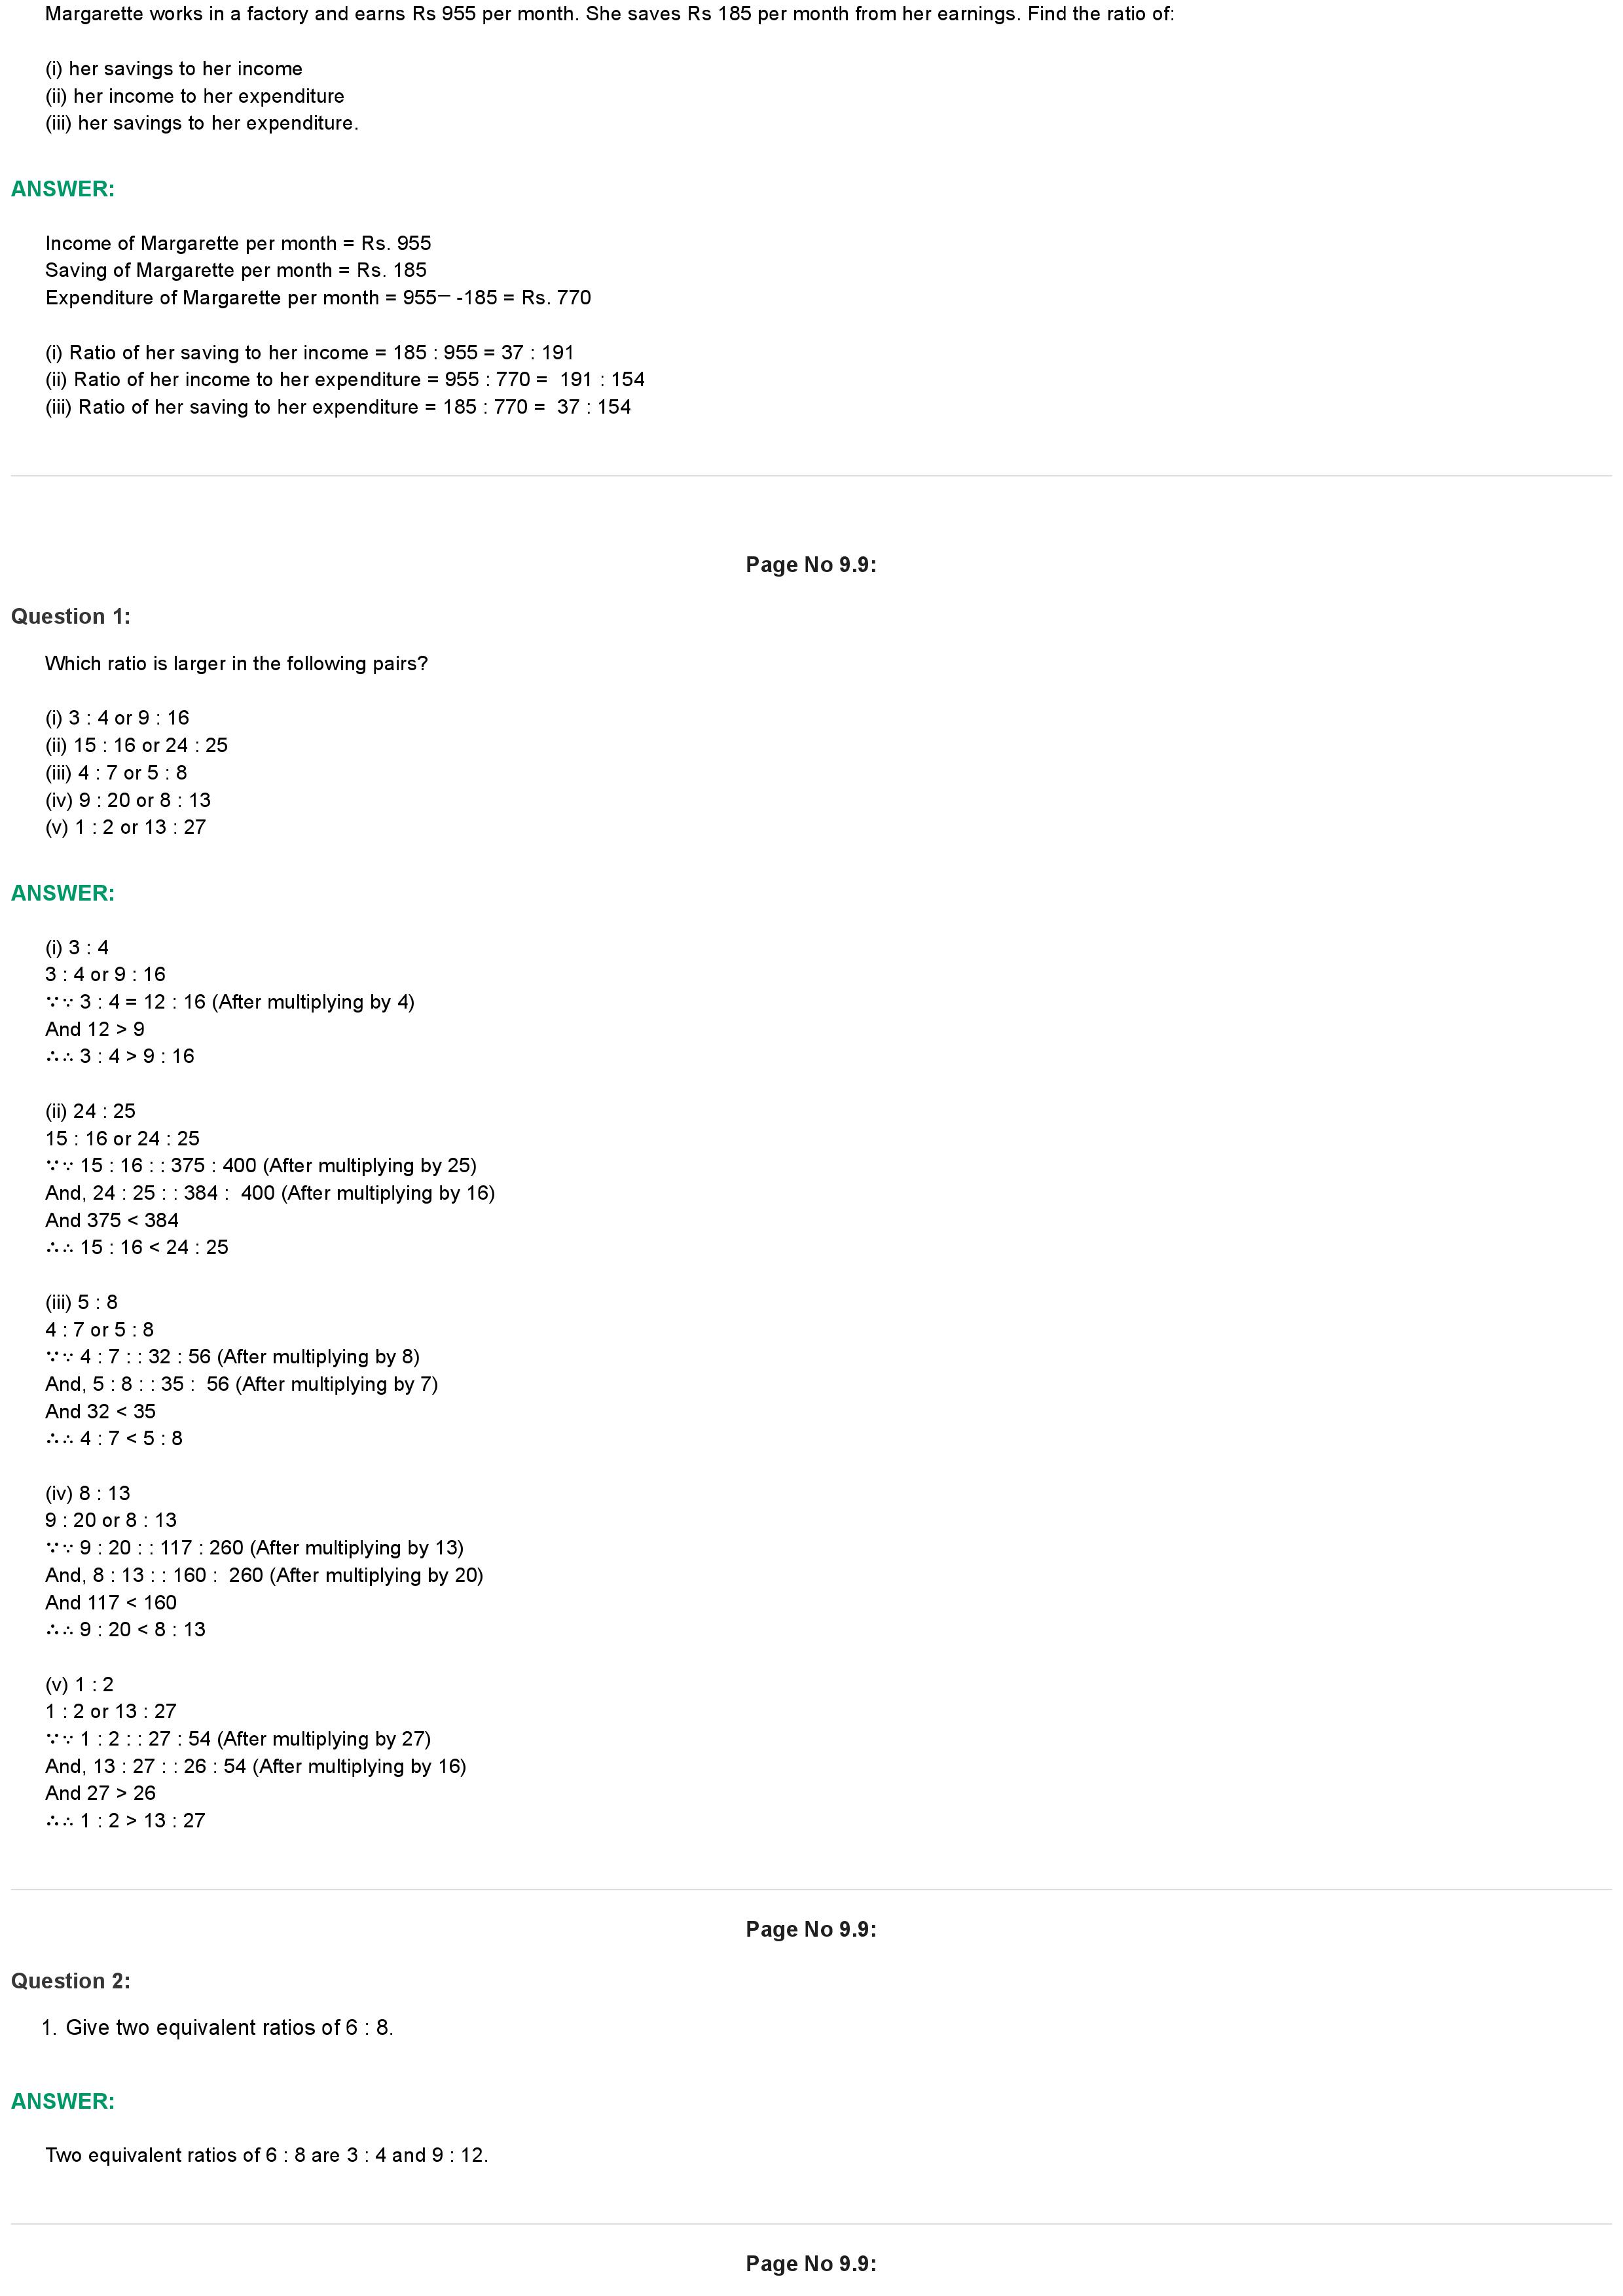 Margarette works in a factory and earns Rs 955 per month. She saves Rs 185 per month from her earnings. Find the ratio of:
(i) her savings to her income
(ii) her income to her expenditure
(iii) her savings to her expenditure.
ANSWER:
Income of Margarette per month = Rs. 955
Saving of Margarette per month = Rs. 185
Expenditure of Margarette per month = 955− -185 = Rs. 770
(i) Ratio of her saving to her income = 185 : 955 = 37 : 191
(ii) Ratio of her income to her expenditure = 955 : 770 =  191 : 154
(iii) Ratio of her saving to her expenditure = 185 : 770 =  37 : 154
Page No 9.9:
Question 1:
Which ratio is larger in the following pairs?
(i) 3 : 4 or 9 : 16
(ii) 15 : 16 or 24 : 25
(iii) 4 : 7 or 5 : 8
(iv) 9 : 20 or 8 : 13
(v) 1 : 2 or 13 : 27
ANSWER:
(i) 3 : 4
3 : 4 or 9 : 16
∵∵ 3 : 4 = 12 : 16 (After multiplying by 4)
And 12 > 9
∴∴ 3 : 4 > 9 : 16
(ii) 24 : 25
15 : 16 or 24 : 25
∵∵ 15 : 16 : : 375 : 400 (After multiplying by 25)
And, 24 : 25 : : 384 :  400 (After multiplying by 16)
And 375 < 384
∴∴ 15 : 16 < 24 : 25
(iii) 5 : 8
4 : 7 or 5 : 8
∵∵ 4 : 7 : : 32 : 56 (After multiplying by 8)
And, 5 : 8 : : 35 :  56 (After multiplying by 7)
And 32 < 35
∴∴ 4 : 7 < 5 : 8
(iv) 8 : 13
9 : 20 or 8 : 13
∵∵ 9 : 20 : : 117 : 260 (After multiplying by 13)
And, 8 : 13 : : 160 :  260 (After multiplying by 20)
And 117 < 160
∴∴ 9 : 20 < 8 : 13
(v) 1 : 2
1 : 2 or 13 : 27
∵∵ 1 : 2 : : 27 : 54 (After multiplying by 27)
And, 13 : 27 : : 26 : 54 (After multiplying by 16)
And 27 > 26
∴∴ 1 : 2 > 13 : 27
Page No 9.9:
Question 2:
1. Give two equivalent ratios of 6 : 8.
ANSWER:
Two equivalent ratios of 6 : 8 are 3 : 4 and 9 : 12.
Page No 9.9: